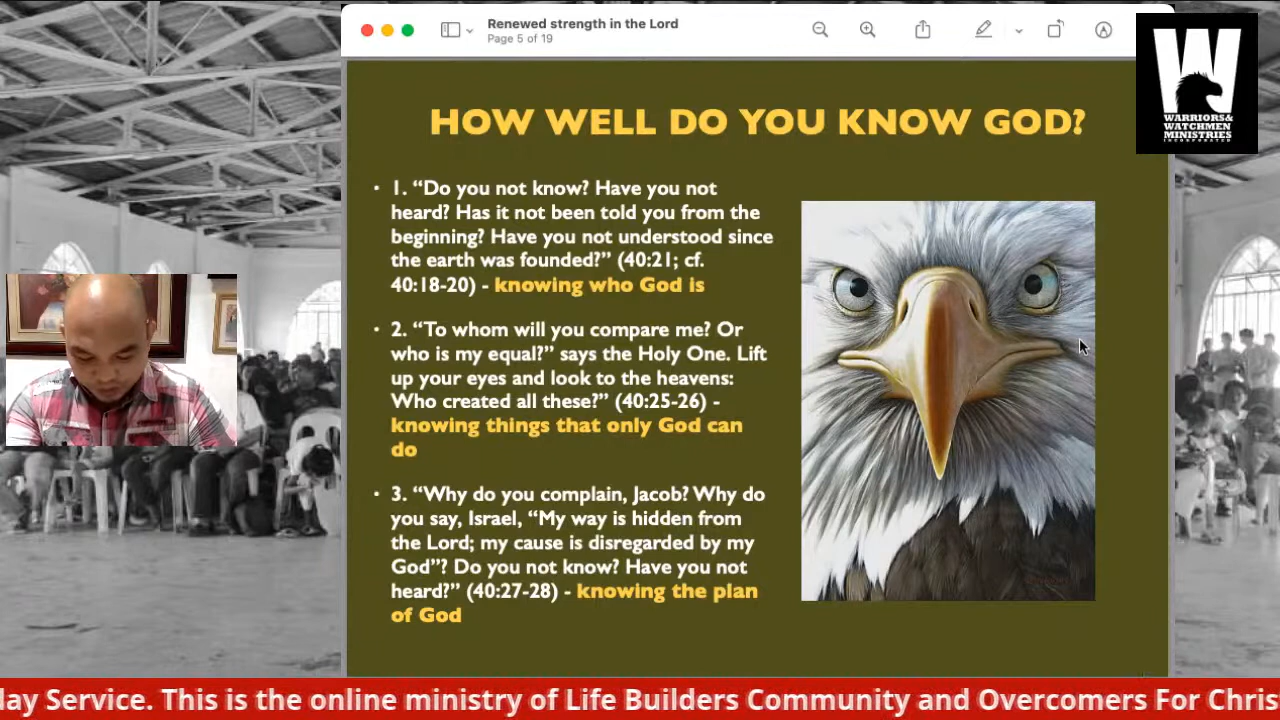 Renewed strength in the Lord
Page 5 of 19
W
WARRIORS&
WATCHMEN
MINISTRIES
INCORPORATED
HOW WELL DO YOU KNOW GOD?
• 1. “Do you not know? Have you not
heard? Has it not been told you from the
beginning? Have you not understood since
the earth was founded?” (40:21; cf.
40:18-20) - knowing who God is
• 2. “To whom will you compare me? Or
who is my equal?” says the Holy One. Lift
up your eyes and look to the heavens:
Who created all these?” (40:25-26) -
knowing things that only God can
do
• 3. “Why do you complain, Jacob? Why do
you say, Israel, “My way is hidden from
the Lord; my cause is disregarded by my
God”? Do you not know? Have you not
heard?” (40:27-28) - knowing the plan
of God
lay Service. This is the online ministry of Life Builders Community and Overcomers For Chris